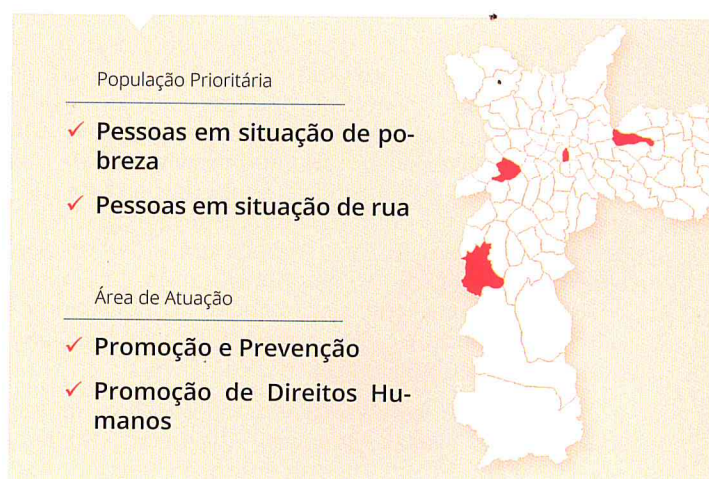 População Prioritária
✓ Pessoas em situação de po-
breza
✓ Pessoas em situação de rua
Área de Atuação
✓ Promoção e Prevenção
✓ Promoção de Direitos Hu-
manos